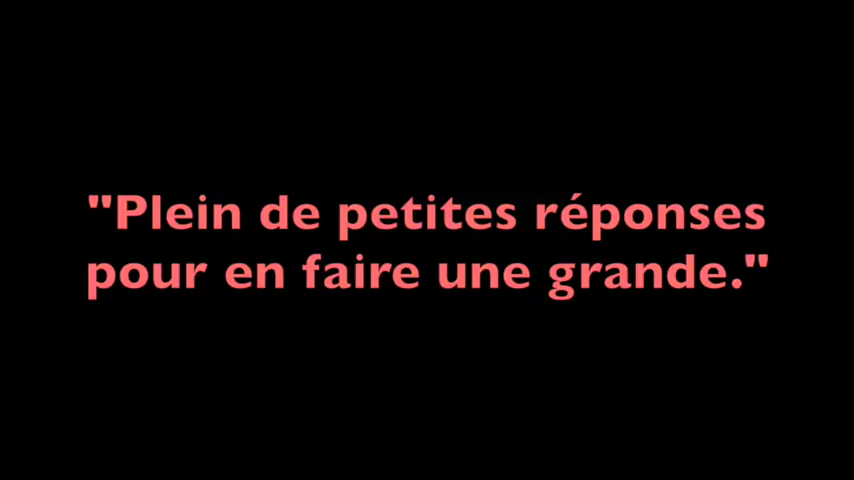 "Plein de petites réponses
pour en faire une grande."